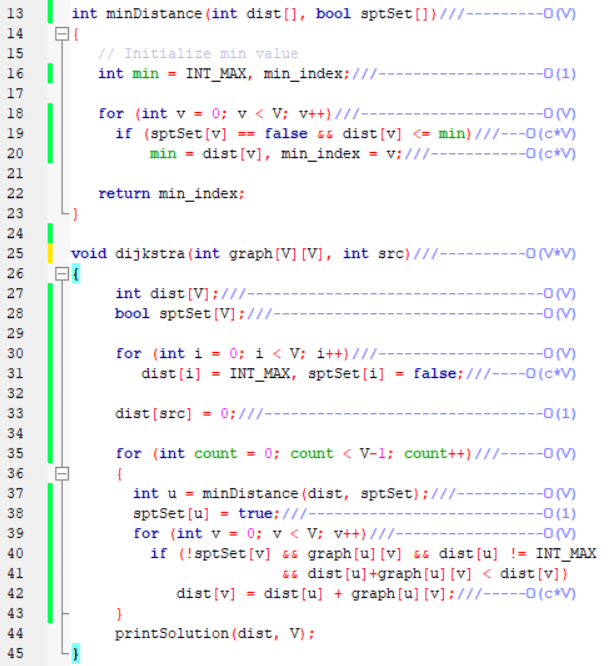 13 int minDistance(int dist[], bool sptSet[])///----------O(V)
14 {
15 // Initialize min value
16 int min = INT_MAX, min_index;///-------------------O(1)
17
18 for (int v = 0; v < V; v++)///---------------------O(V)
19 if (sptSet[v] == false && dist[v] <= min)///---O(c*V)
20 min = dist[v], min_index = v;///-----------O(c*V)
21
22 return min_index;
23 }
24
25 void dijkstra(int graph[V][V], int src)///----------O(V*V)
26 {
27 int dist[V];///----------------------------------O(V)
28 bool sptSet[V];///-------------------------------O(V)
29
30 for (int i = 0; i < V; i++)///-------------------O(V)
31 dist[i] = INT_MAX, sptSet[i] = false;///----O(c*V)
32
33 dist[src] = 0;///--------------------------------O(1)
34
35 for (int count = 0; count < V-1; count++)///-----O(V)
36 {
37 int u = minDistance(dist, sptSet);///----------O(V)
38 sptSet[u] = true;///---------------------------O(1)
39 for (int v = 0; v < V; v++)///-----------------O(V)
40 if (!sptSet[v] && graph[u][v] && dist[u] != INT_MAX
41 && dist[u]+graph[u][v] < dist[v])
42 dist[v] = dist[u] + graph[u][v];///-----O(c*V)
43 }
44 printSolution(dist, V);
45 }